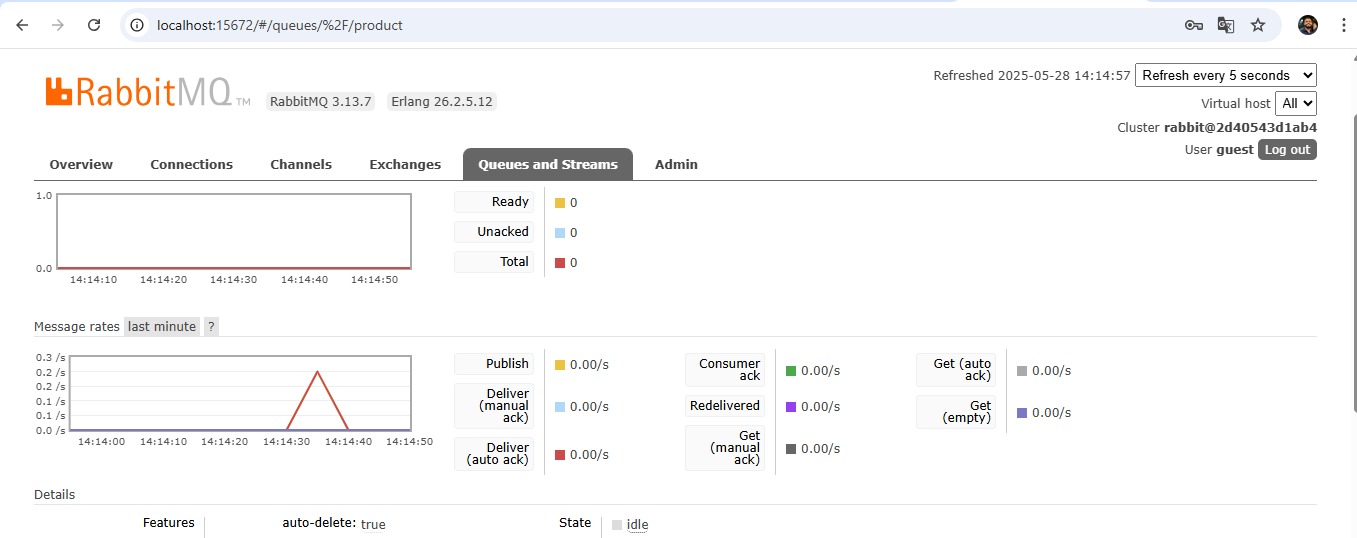 localhost:15672/#/queues/%2F/product
Refreshed 2025-05-28 14:14:57 Refresh every 5 seconds
RabbitMQ TM RabbitMQ 3.13.7 Erlang 26.2.5.12
Virtual host All
Cluster rabbit@2d40543d1ab4
User guest Log out
Overview Connections Channels Exchanges Queues and Streams Admin
1.0
0.0
14:14:10 14:14:20 14:14:30 14:14:40 14:14:50
Ready 0
Unacked 0
Total 0
Message rates last minute ?
0.3 /s
0.2 /s
0.2 /s
0.1 /s
0.1 /s
0.0 /s
14:14:00 14:14:10 14:14:20 14:14:30 14:14:40 14:14:50
Publish 0.00/s
Deliver
(manual 0.00/s
ack)
Deliver
(auto ack) 0.00/s
Consumer
ack 0.00/s
Redelivered 0.00/s
Get
(manual 0.00/s
ack)
Get (auto
ack) 0.00/s
Get
(empty) 0.00/s
Details
Features auto-delete: true State idle